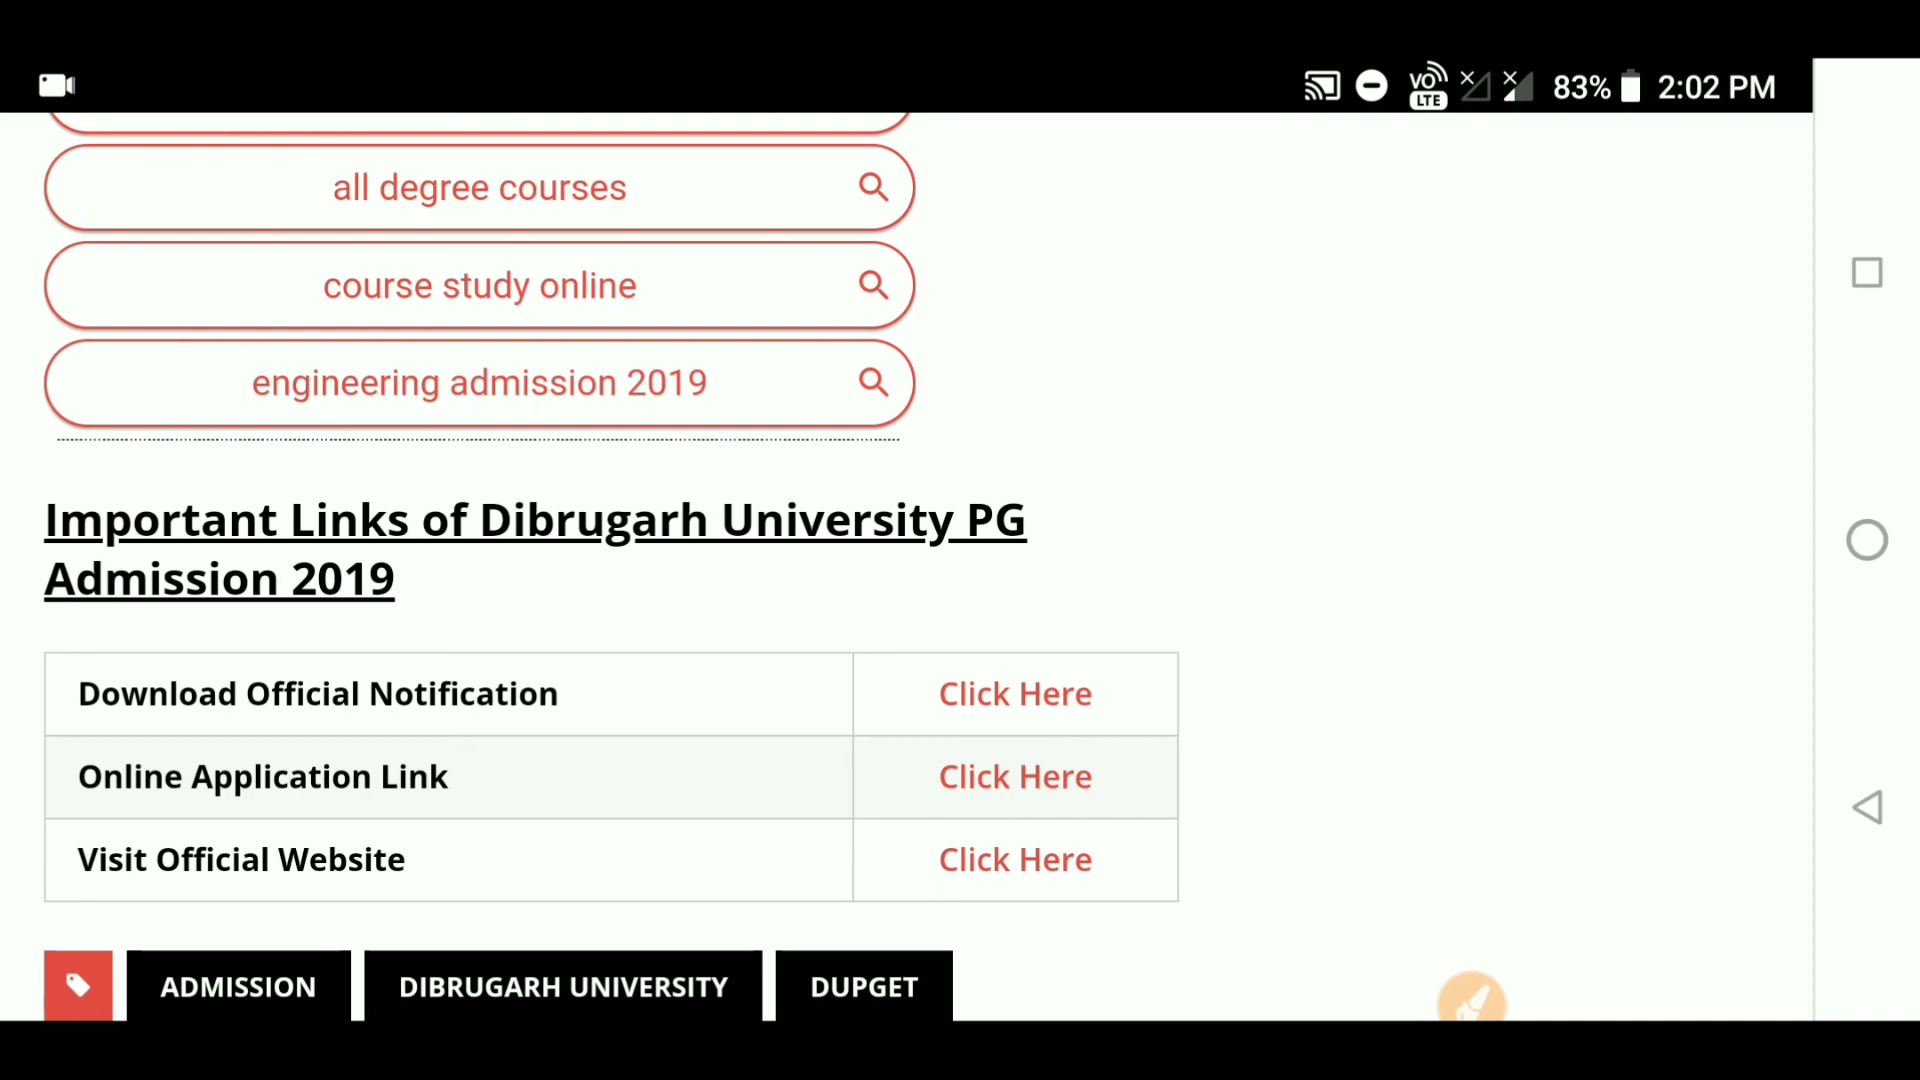 VO LTE 83% 2:02 PM
all degree courses
course study online
engineering admission 2019
Important Links of Dibrugarh University PG
Admission 2019
Download Official Notification Click Here
Online Application Link Click Here
Visit Official Website Click Here
ADMISSION DIBRUGARH UNIVERSITY DUPGET